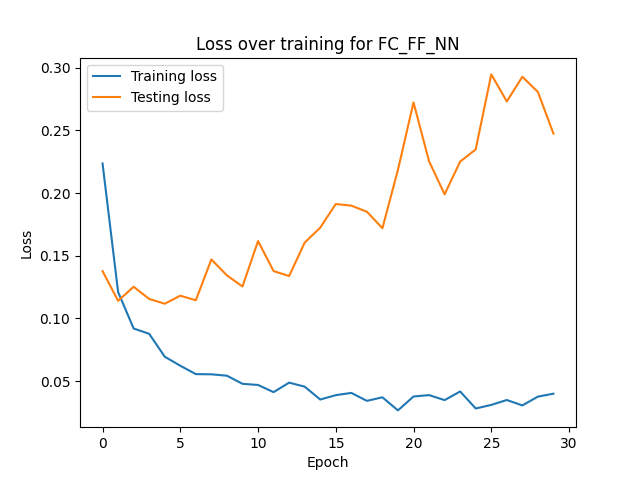 Loss over training for FC_FF_NN
Training loss
Testing loss
0.30
0.25
0.20
0.15
0.10
0.05
Loss
0 5 10 15 20 25 30
Epoch